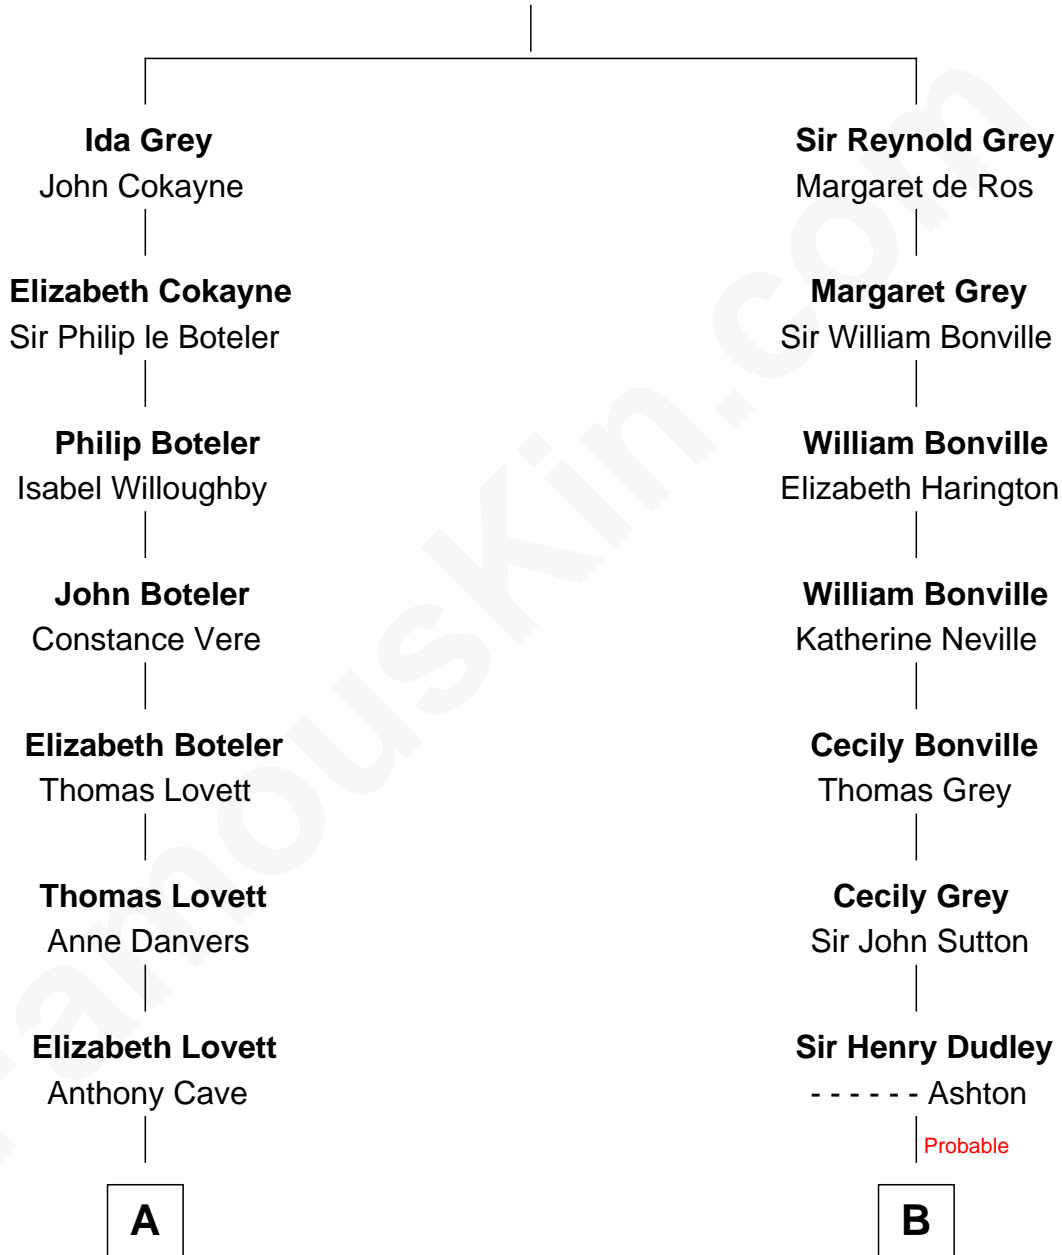 Ida Grey
John Cokayne
Sir Reynold Grey
Margaret de Ros
Elizabeth Cokayne
Sir Philip le Boteler
Margaret Grey
Sir William Bonville
Philip Boteler
Isabel Willoughby
William Bonville
Elizabeth Harington
John Boteler
Constance Vere
William Bonville
Katherine Neville
Elizabeth Boteler
Thomas Lovett
Cecily Bonville
Thomas Grey
Thomas Lovett
Anne Danvers
Cecily Grey
Sir John Sutton
Elizabeth Lovett
Anthony Cave
Sir Henry Dudley
- - - - - - Ashton
Probable
A
B
FamousKin.com